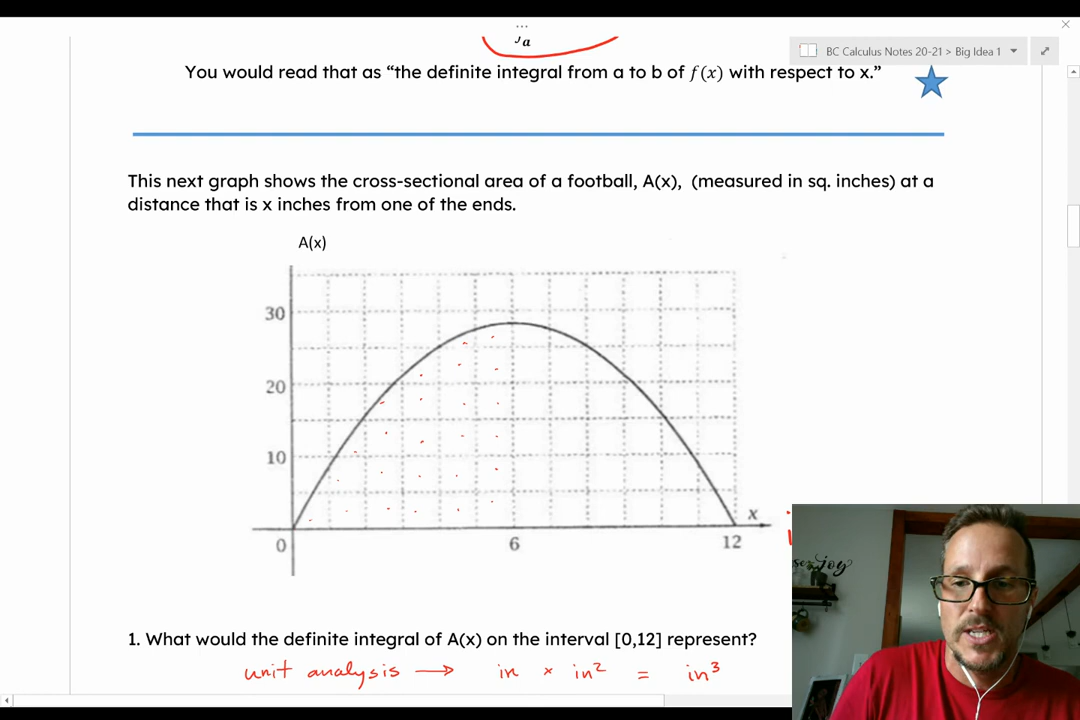 a
BC Calculus Notes 20-21 > Big Idea 1
You would read that as “the definite integral from a to b of f(x) with respect to x.”
This next graph shows the cross-sectional area of a football, A(x), (measured in sq. inches) at a
distance that is x inches from one of the ends.
A(x)
30
20
10
x
0 6 12
joy
1. What would the definite integral of A(x) on the interval [0,12] represent?
unit analysis → in × in² = in³